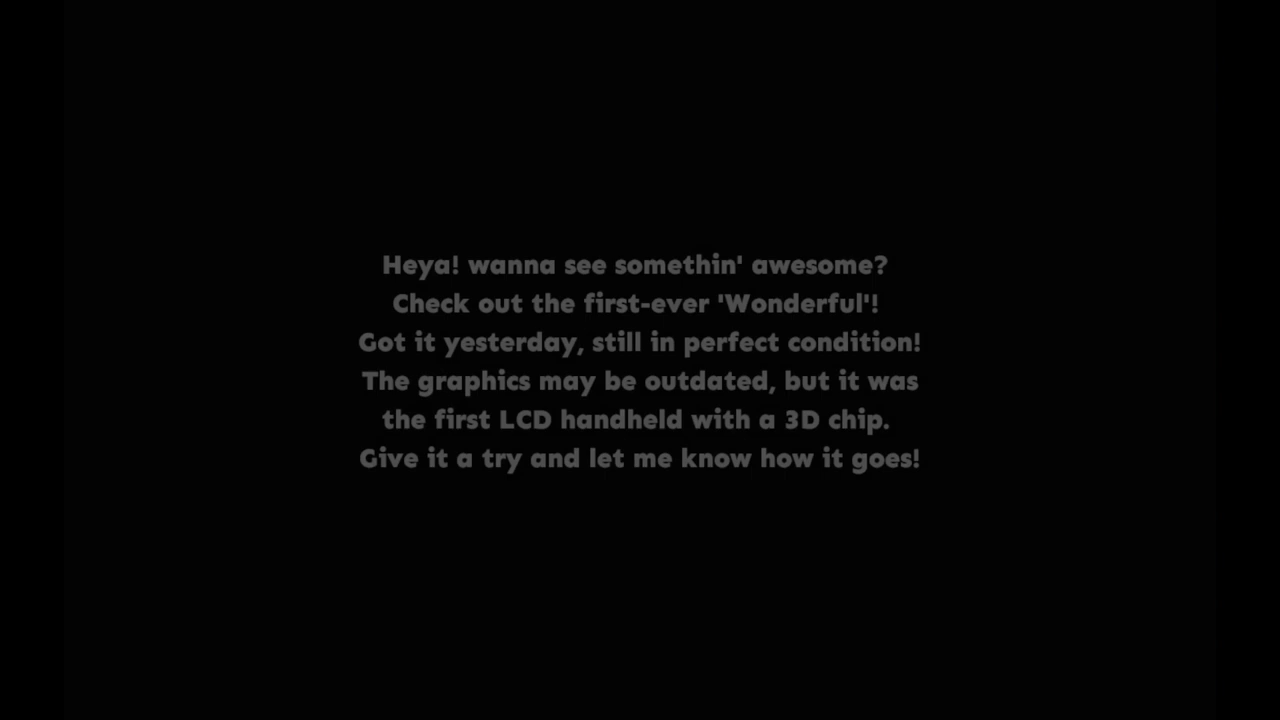 Heya! wanna see somethin' awesome?
Check out the first-ever 'Wonderful'!
Got it yesterday, still in perfect condition!
The graphics may be outdated, but it was
the first LCD handheld with a 3D chip.
Give it a try and let me know how it goes!